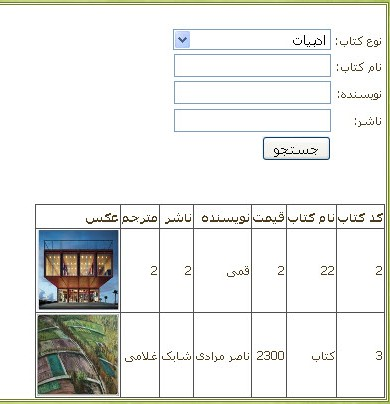 نوع کتاب: ادبیات
نام کتاب:
نویسنده:
ناشر:
جستجو
کد کتاب نام کتاب قیمت نویسنده ناشر مترجم عکس
2 22 2 قمی 2 2
3 کتاب 2300 ناصر مرادی شابک غلامی